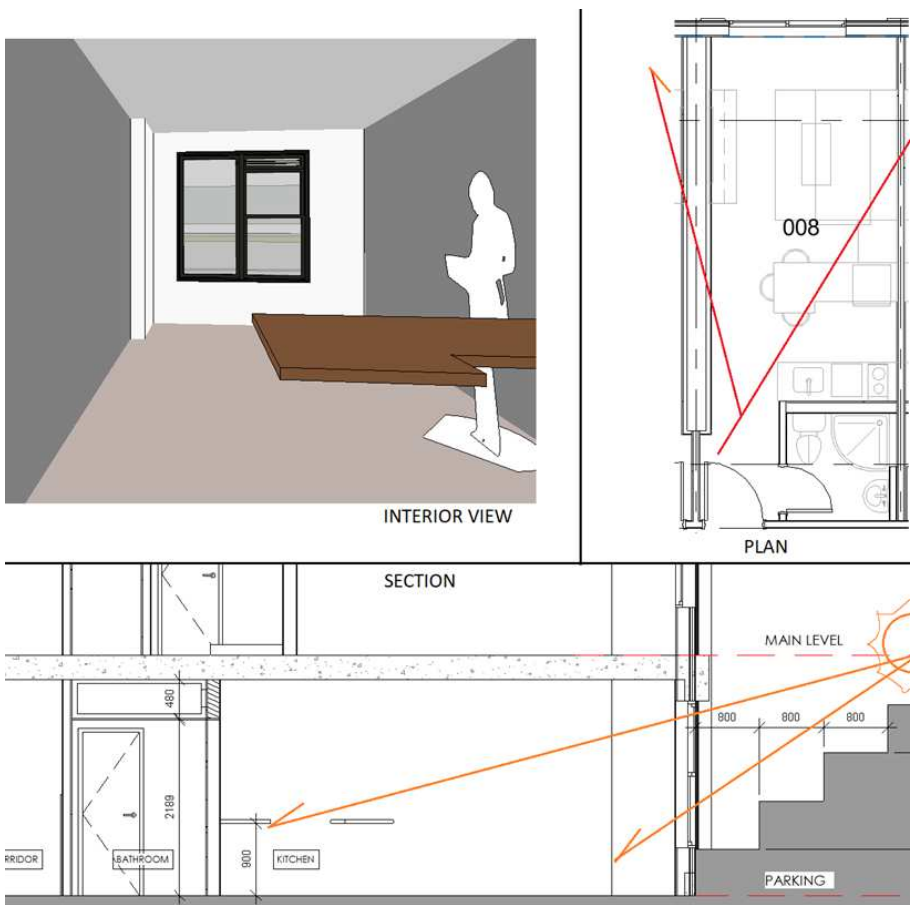 INTERIOR VIEW
008
PLAN
SECTION
MAIN LEVEL
480
800
800
800
2189
900
RRIDOR
BATHROOM
KITCHEN
PARKING